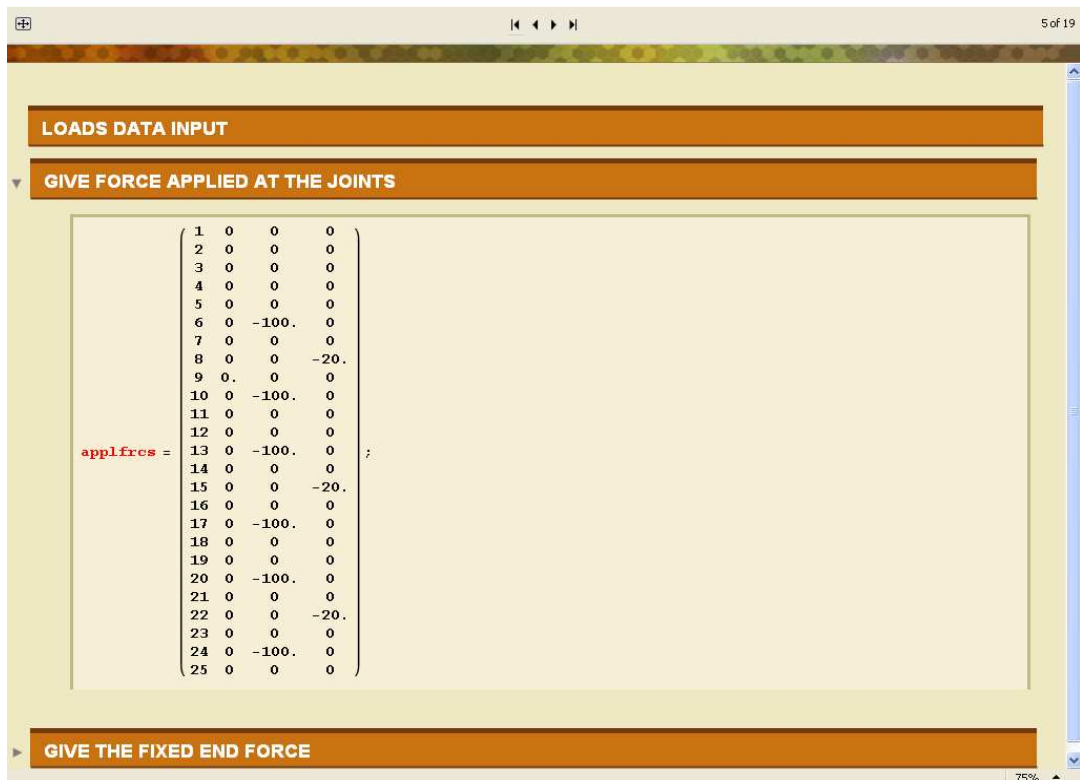 5 of 19
LOADS DATA INPUT
GIVE FORCE APPLIED AT THE JOINTS
1 0 0 0
2 0 0 0
3 0 0 0
4 0 0 0
5 0 0 0
6 0 -100. 0
7 0 0 0
8 0 0 -20.
9 0. 0 0
10 0 -100. 0
11 0 0 0
12 0 0 0
applfrcs = 13 0 -100. 0 ;
14 0 0 0
15 0 0 -20.
16 0 0 0
17 0 -100. 0
18 0 0 0
19 0 0 0
20 0 -100. 0
21 0 0 0
22 0 0 -20.
23 0 0 0
24 0 -100. 0
25 0 0 0
GIVE THE FIXED END FORCE
75%